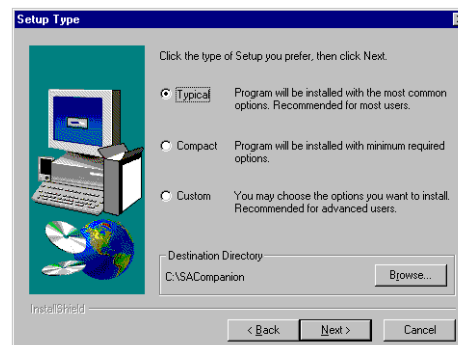 Setup Type
Click the type of Setup you prefer, then click Next.
Typical
Program will be installed with the most common
options. Recommended for most users.
Compact
Program will be installed with minimum required
options.
Custom
You may choose the options you want to install.
Recommended for advanced users.
Destination Directory
C:\SACompanion
Browse...
InstallShield
< Back
Next >
Cancel